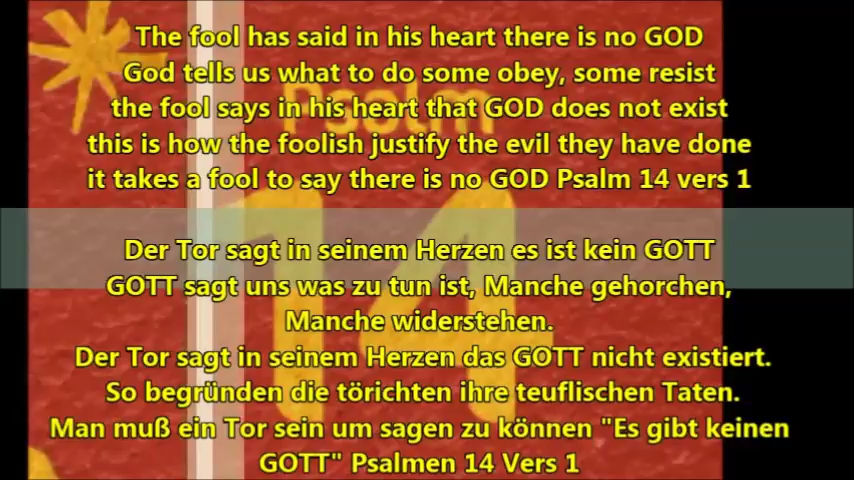 The fool has said in his heart there is no GOD
God tells us what to do some obey, some resist
the fool says in his heart that GOD does not exist
this is how the foolish justify the evil they have done
it takes a fool to say there is no GOD Psalm 14 vers 1
Psalm
14
Der Tor sagt in seinem Herzen es ist kein GOTT
GOTT sagt uns was zu tun ist, Manche gehorchen,
Manche widerstehen.
Der Tor sagt in seinem Herzen das GOTT nicht existiert.
So begründen die törichten ihre teuflischen Taten.
Man muß ein Tor sein um sagen zu können "Es gibt keinen
GOTT" Psalmen 14 Vers 1